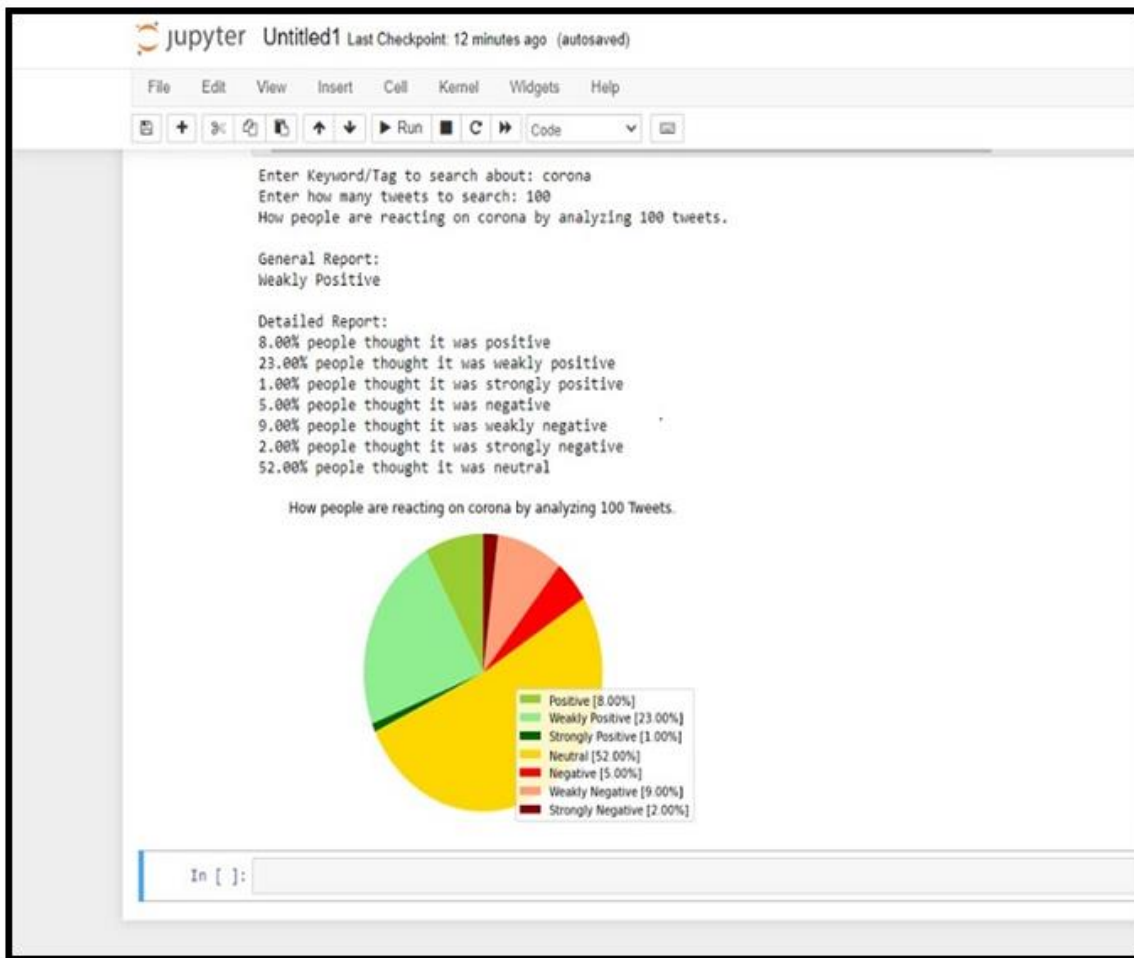 jupyter Untitled1 Last Checkpoint: 12 minutes ago (autosaved)
File Edit View Insert Cell Kernel Widgets Help
Run Code
Enter Keyword/Tag to search about: corona
Enter how many tweets to search: 100
How people are reacting on corona by analyzing 100 tweets.
General Report:
Weakly Positive
Detailed Report:
8.00% people thought it was positive
23.00% people thought it was weakly positive
1.00% people thought it was strongly positive
5.00% people thought it was negative
9.00% people thought it was weakly negative
2.00% people thought it was strongly negative
52.00% people thought it was neutral
How people are reacting on corona by analyzing 100 Tweets.
Positive [8.00%]
Weakly Positive [23.00%]
Strongly Positive [1.00%]
Neutral [52.00%]
Negative [5.00%]
Weakly Negative [9.00%]
Strongly Negative [2.00%]
In [ ]: